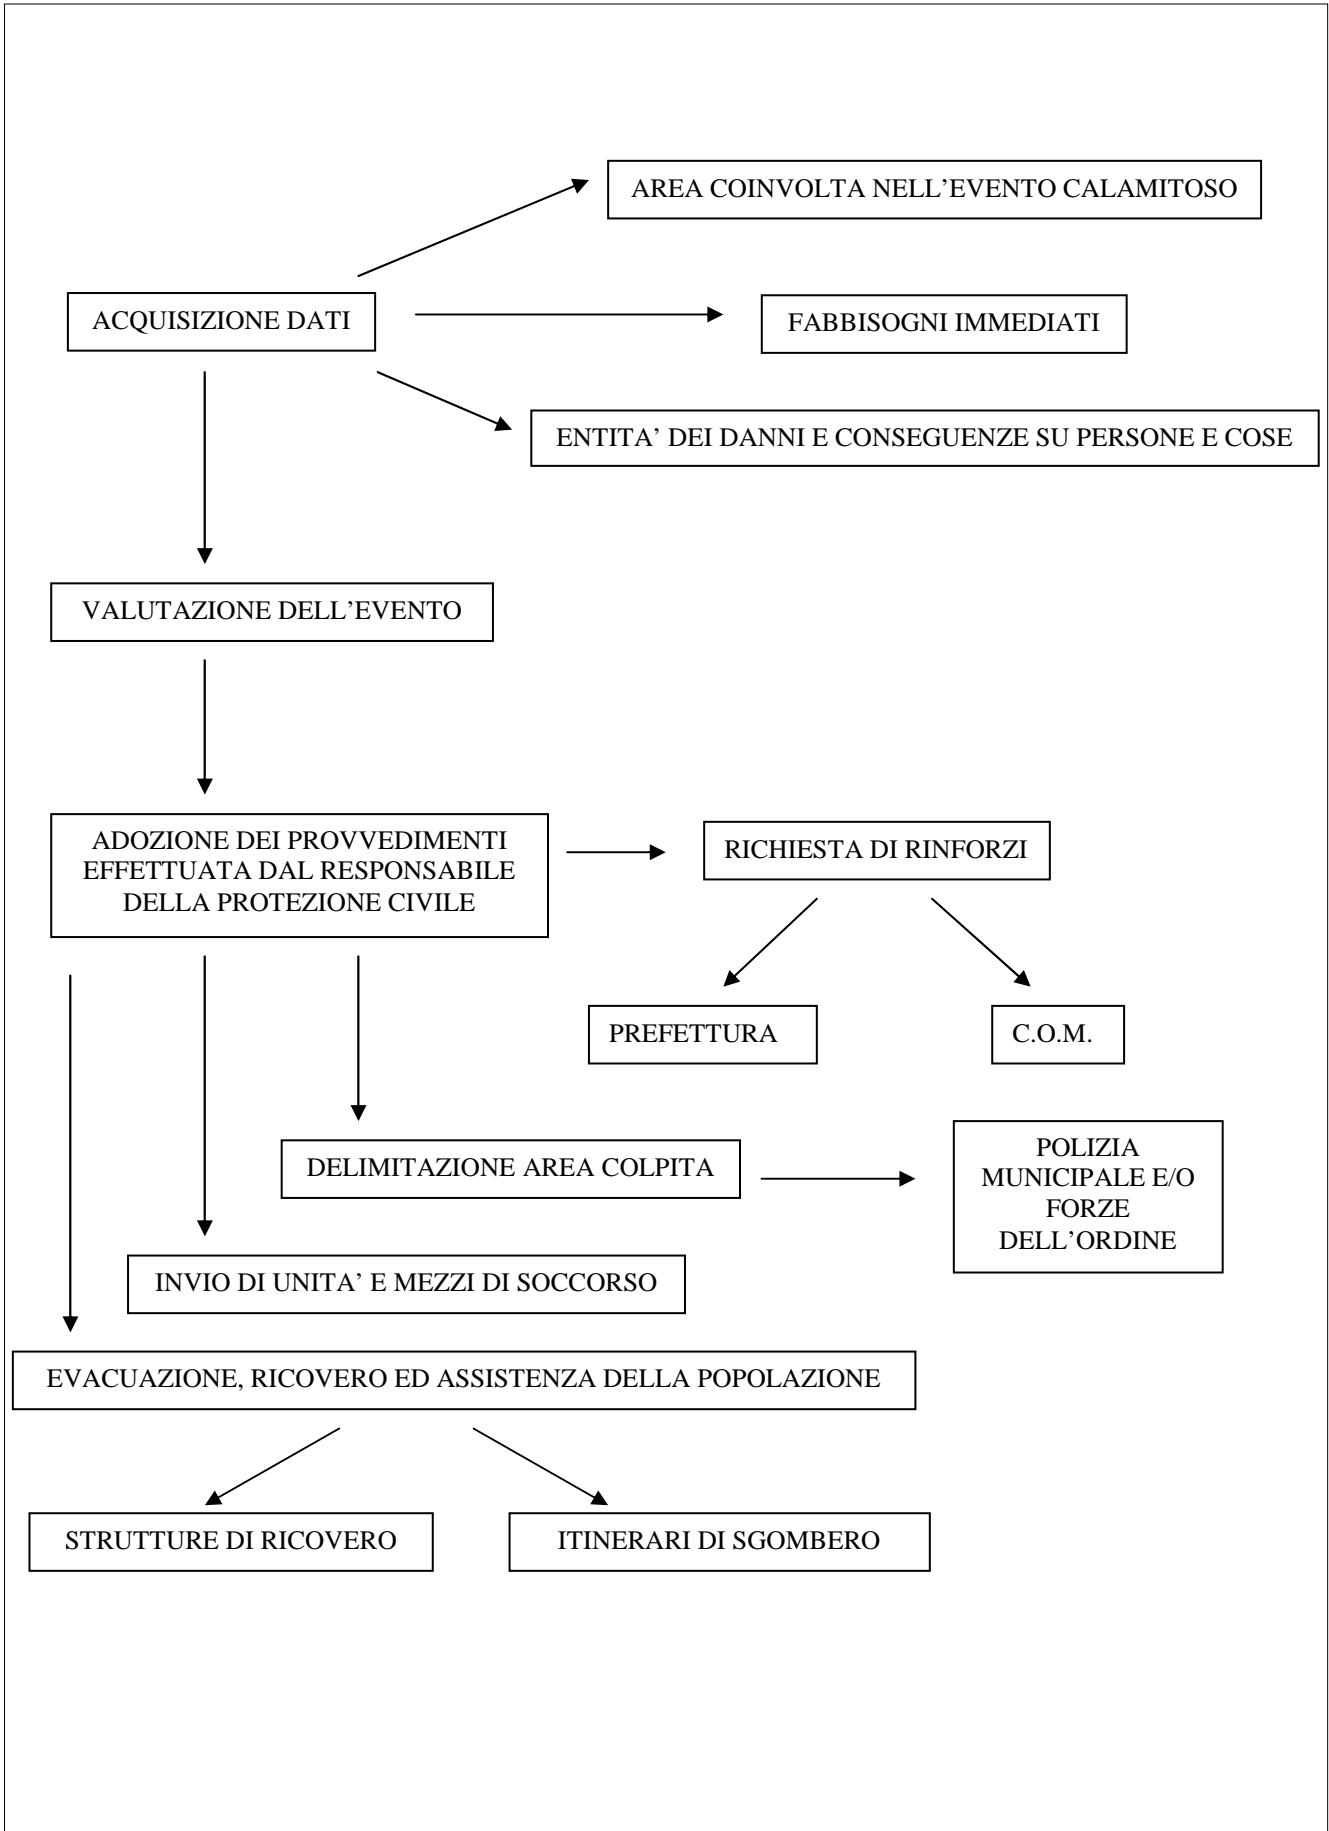 AREA COINVOLTA NELL’EVENTO CALAMITOSO
ACQUISIZIONE DATI
FABBISOGNI IMMEDIATI
ENTITA’ DEI DANNI E CONSEGUENZE SU PERSONE E COSE
VALUTAZIONE DELL’EVENTO
ADOZIONE DEI PROVVEDIMENTI
EFFETTUATA DAL RESPONSABILE
DELLA PROTEZIONE CIVILE
RICHIESTA DI RINFORZI
PREFETTURA
C.O.M.
DELIMITAZIONE AREA COLPITA
POLIZIA
MUNICIPALE E/O
FORZE
DELL’ORDINE
INVIO DI UNITA’ E MEZZI DI SOCCORSO
EVACUAZIONE, RICOVERO ED ASSISTENZA DELLA POPOLAZIONE
STRUTTURE DI RICOVERO
ITINERARI DI SGOMBERO